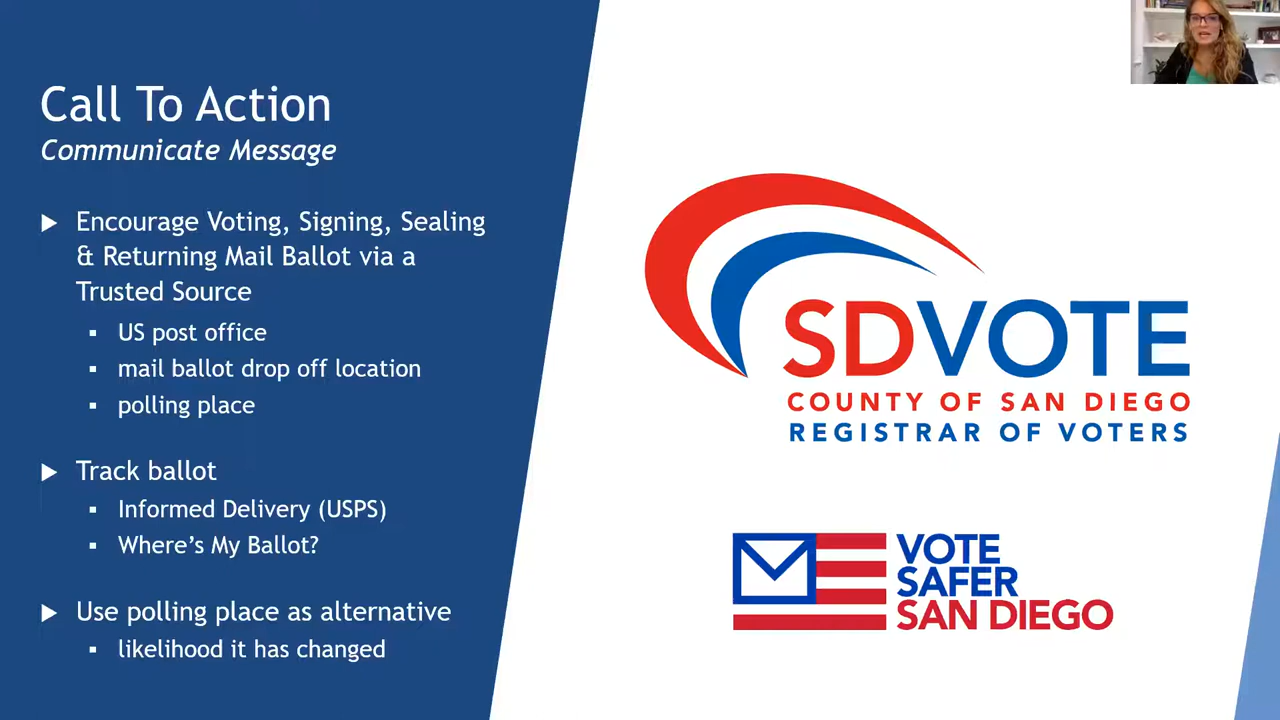 Call To Action
Communicate Message
Encourage Voting, Signing, Sealing
& Returning Mail Ballot via a
Trusted Source
US post office
mail ballot drop off location
polling place
Track ballot
Informed Delivery (USPS)
Where's My Ballot?
Use polling place as alternative
likelihood it has changed
SDVOTE
COUNTY OF SAN DIEGO
REGISTRAR OF VOTERS
VOTE
SAFER
SAN DIEGO